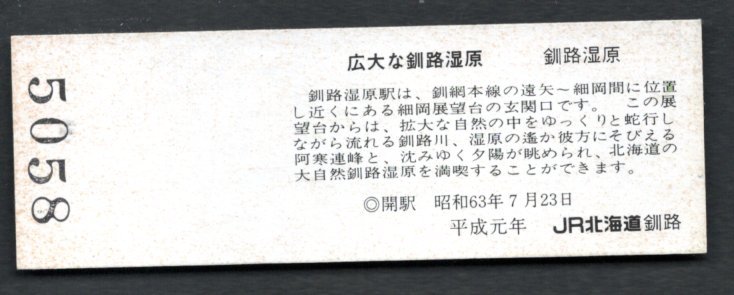 広大な釧路湿原　釧路湿原
釧路湿原駅は、釧網本線の遠矢～細岡間に位置
し近くにある細岡展望台の玄関口です。　この展
望台からは、拡大な自然の中をゆっくりと蛇行し
ながら流れる釧路川、湿原の遙か彼方にそびえる
阿寒連峰と、沈みゆく夕陽が眺められ、北海道の
大自然釧路湿原を満喫することができます。
◎開駅　昭和63年7月23日
平成元年　JR北海道釧路
5058